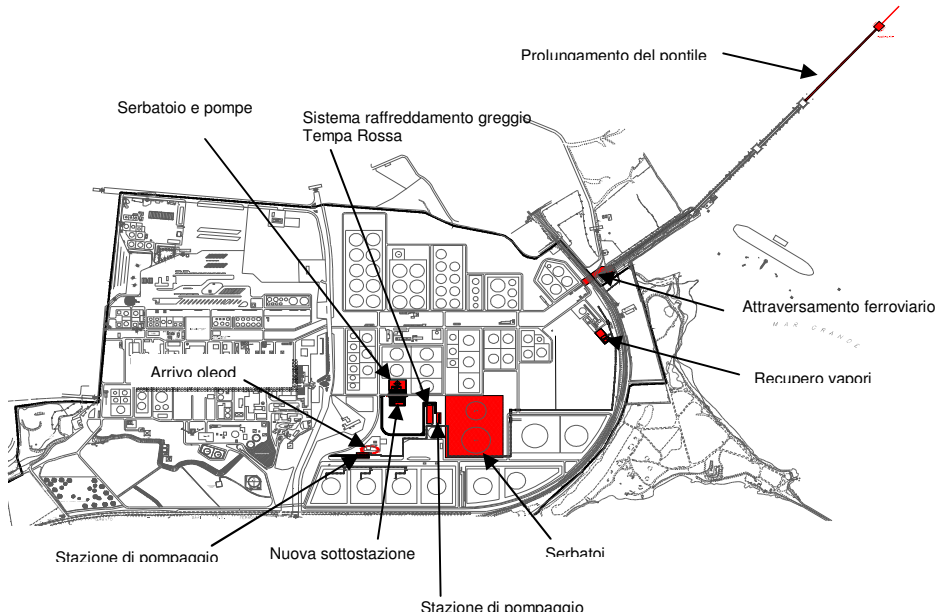 Prolungamento del pontile
Serbatoio e pompe
Sistema raffreddamento greggio
Tempa Rossa
Attraversamento ferroviario
MAR GRANDE
Recupero vapori
Arrivo oleod
Stazione di pompaggio
Nuova sottostazione
Serbatoi
Stazione di pompaggio